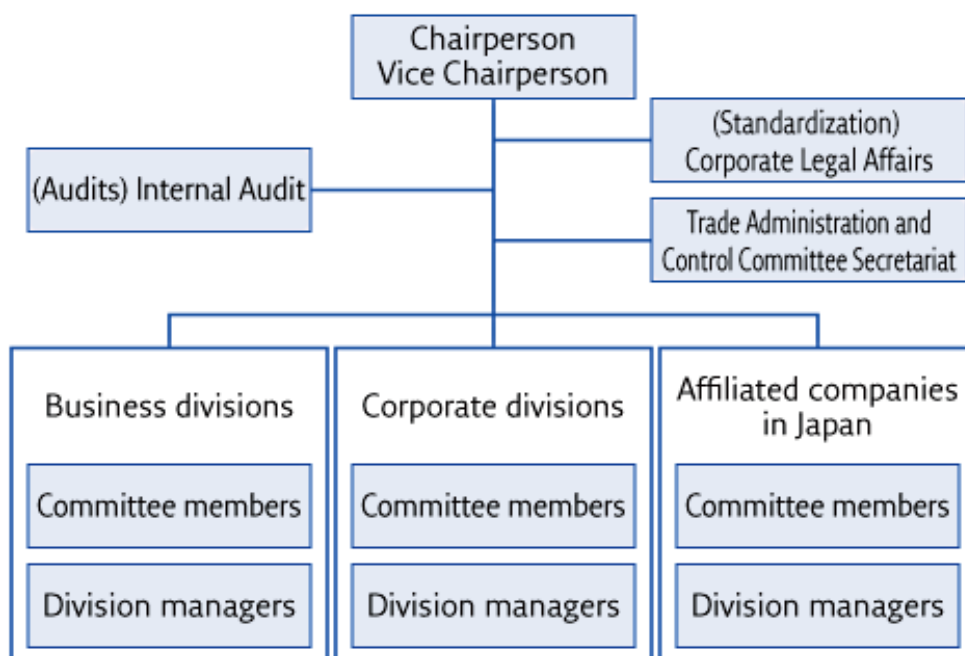 Chairperson
Vice Chairperson
(Standardization)
Corporate Legal Affairs
(Audits) Internal Audit
Trade Administration and
Control Committee Secretariat
Business divisions
Committee members
Division managers
Corporate divisions
Committee members
Division managers
Affiliated companies
in Japan
Committee members
Division managers